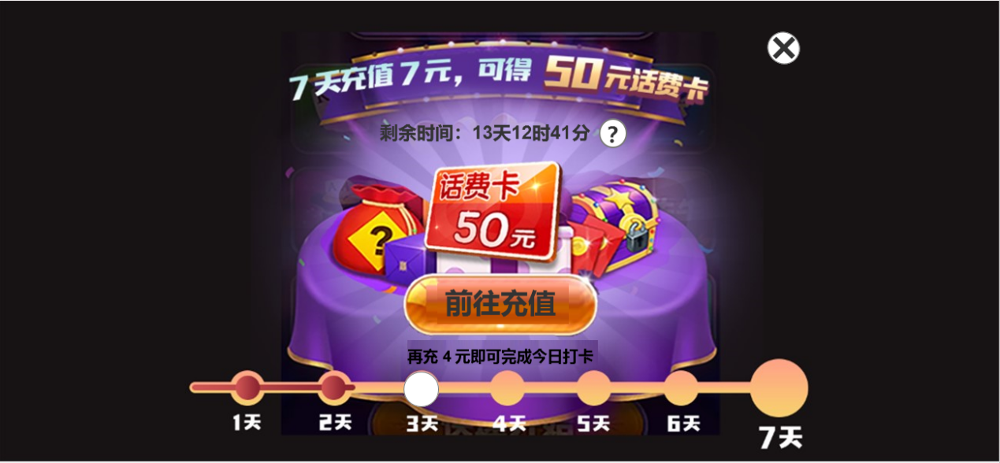 7天充值7元，可得50元话费卡
剩余时间：13天12时41分 ?
话费卡
50元
?
前往充值
再充 4 元即可完成今日打卡
1天 2天 3天 4天 5天 6天 7天